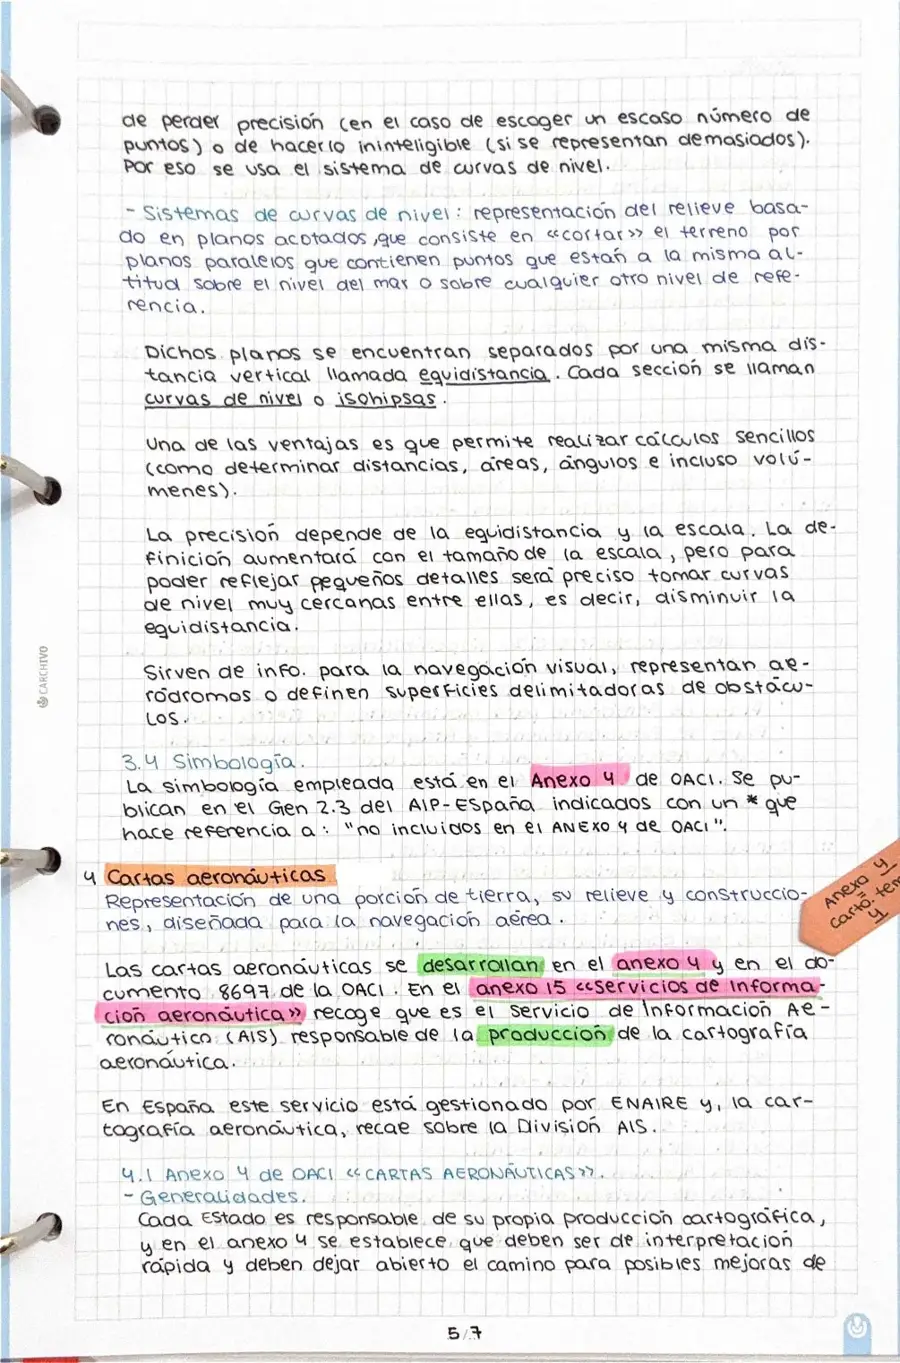 de perder precisión (en el caso de escoger un escaso número de
puntos) o de hacerlo ininteligible (si se representan demasiados).
Por eso se usa el sistema de curvas de nivel.
- Sistemas de curvas de nivel: representación del relieve basa-
do en planos acotados, que consiste en «cortar» el terreno por
planos paralelos que contienen puntos que están a la misma al-
titud sobre el nivel del mar o sobre cualquier otro nivel de refe-
rencia.
Dichos planos se encuentran separados por una misma dis-
tancia vertical llamada equidistancia. Cada sección se llaman
curvas de nivel o isohipsas.
Una de las ventajas es que permite realizar cálculos sencillos
(como determinar distancias, áreas, ángulos e incluso volú-
menes).
La precisión depende de la equidistancia y la escala. La de-
finición aumentará con el tamaño de la escala, pero para
poder reflejar pequeños detalles será preciso tomar curvas
de nivel muy cercanas entre ellas, es decir, disminuir la
equidistancia.
CARCHIVO
Sirven de info. para la navegación visual, representan ae-
ródromos o definen superficies delimitadoras de obstácu-
los.
3.4 Simbología.
La simbología empleada está en el Anexo 4 de OACI. Se pu-
blican en el Gen 2.3 del AIP-España indicados con un * que
hace referencia a: "no incluidos en el ANEXO 4 de OACI".
4 Cartas aeronáuticas
Representación de una porción de tierra, su relieve y construccio-
nes, diseñada para la navegación aérea.
Anexo 4
=
carto. tem
4
Las cartas aeronáuticas se desarrollan en el anexo 4 y en el do-
cumento 8697 de la OACI. En el anexo 15 «Servicios de Informa-
ción aeronáutica» recoge que es el Servicio de Información Ae-
ronáutico (AIS) responsable de la producción de la cartografía
aeronáutica.
En España este servicio está gestionado por ENAIRE y, la car-
tografía aeronáutica, recae sobre la División AIS.
4.1 Anexo 4 de OACI «CARTAS AERONÁUTICAS».
- Generalidades.
Cada Estado es responsable de su propia producción cartográfica,
y en el anexo 4 se establece que deben ser de interpretación
rápida y deben dejar abierto el camino para posibles mejoras de
5/7